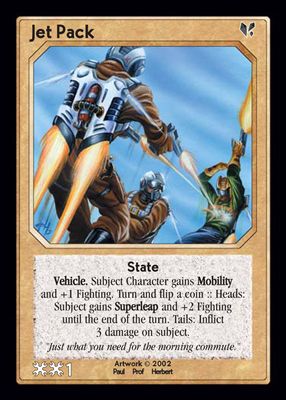 Jet Pack
State
Vehicle. Subject Character gains Mobility
and +1 Fighting. Turn and flip a coin :: Heads:
Subject gains Superleap and +2 Fighting
until the end of the turn. Tails: Inflict
3 damage on subject.
Just what you need for the morning commute.
1
Artwork © 2002
Paul Prof Herbert